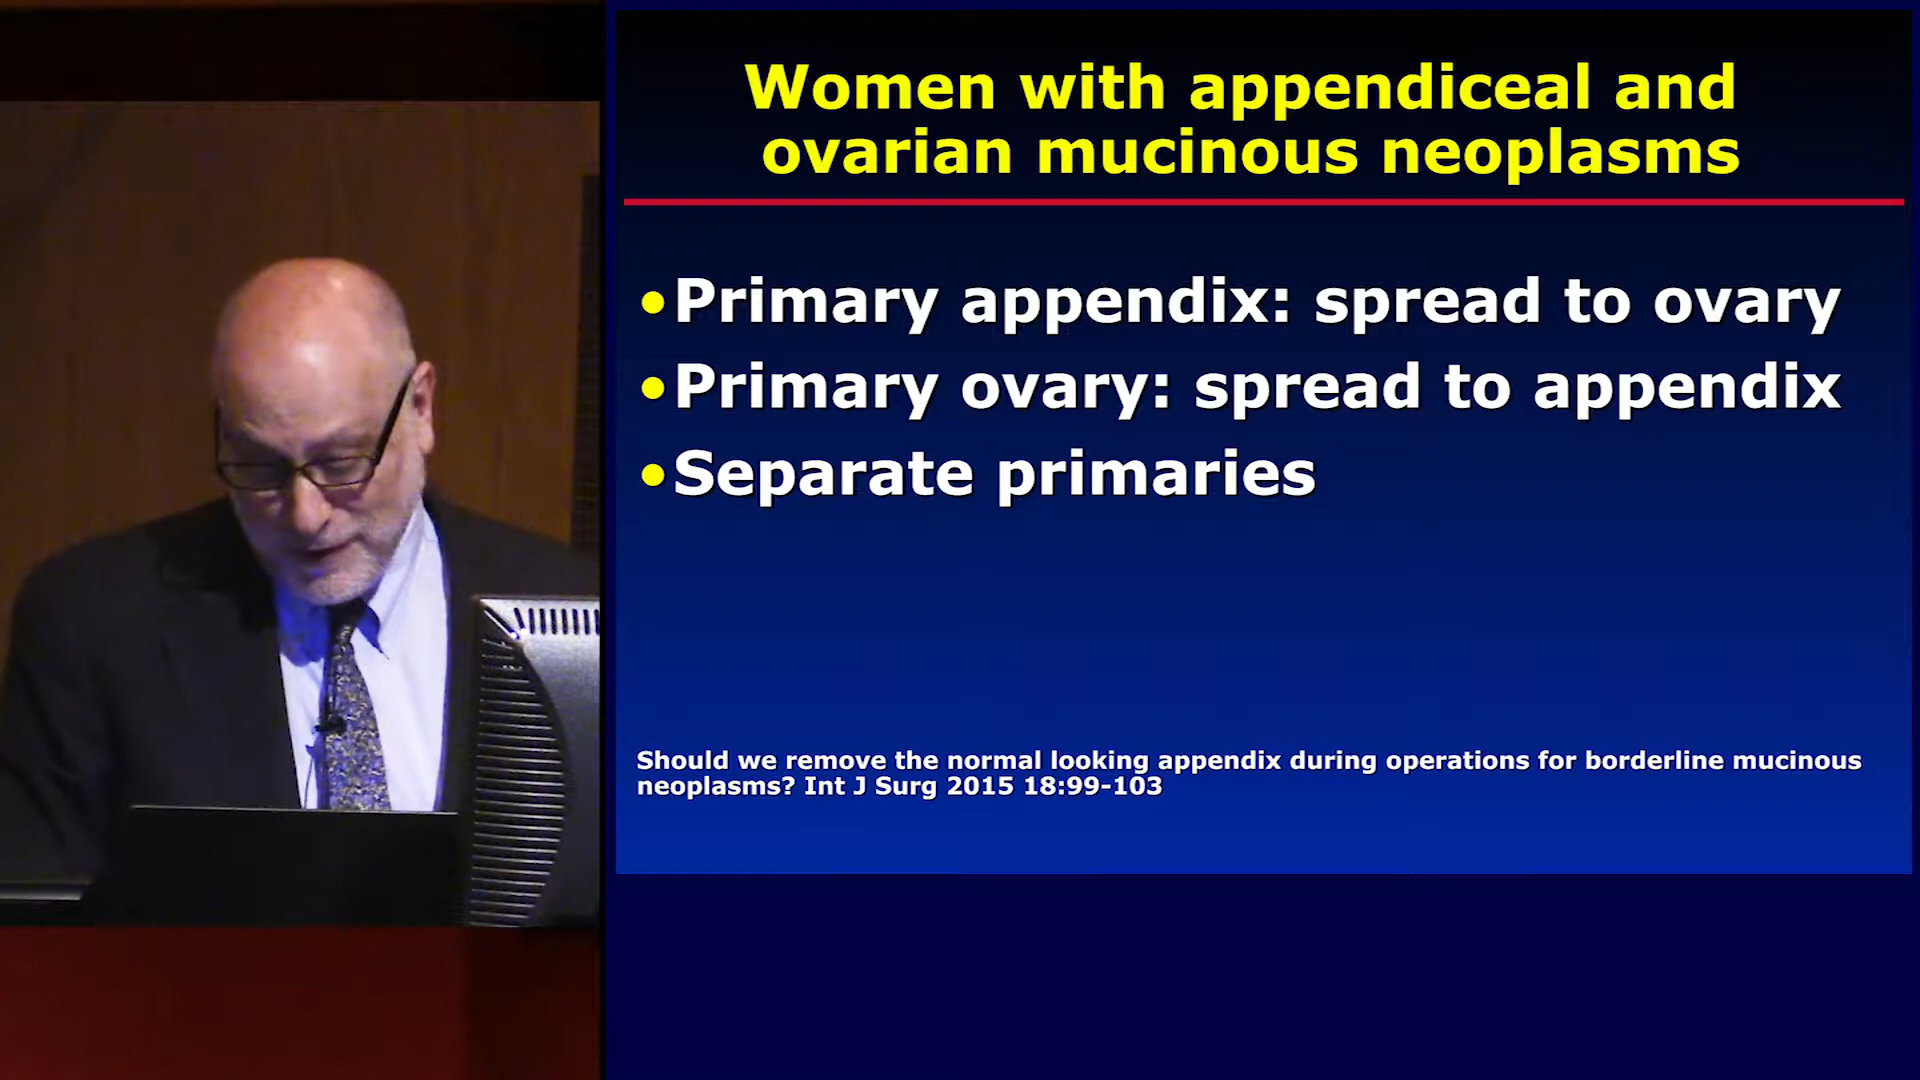 Women with appendiceal and
ovarian mucinous neoplasms
•Primary appendix: spread to ovary
•Primary ovary: spread to appendix
•Separate primaries
Should we remove the normal looking appendix during operations for borderline mucinous
neoplasms? Int J Surg 2015 18:99-103